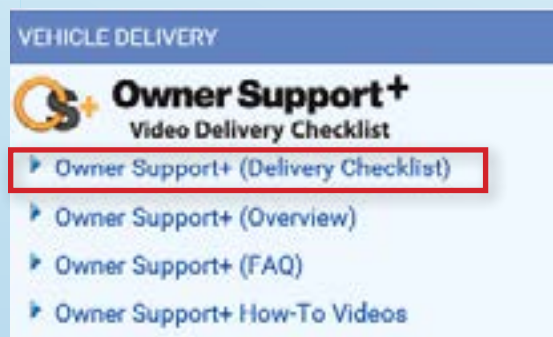 VEHICLE DELIVERY
OS+ Owner Support+
Video Delivery Checklist
Owner Support+ (Delivery Checklist)
Owner Support+ (Overview)
Owner Support+ (FAQ)
Owner Support+ How-To Videos